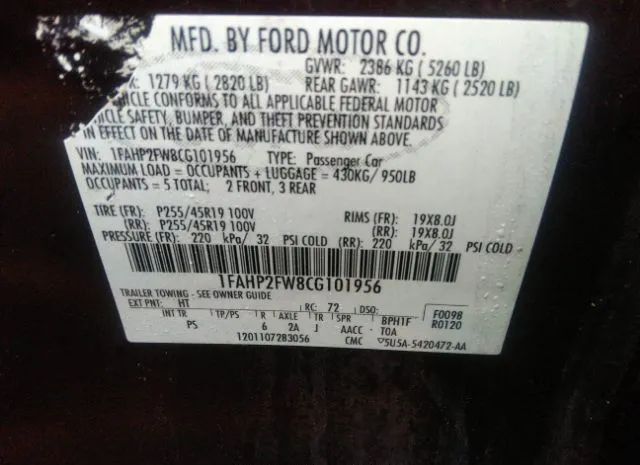 MFD. BY FORD MOTOR CO.
GVWR: 2386 KG ( 5260 LB)
: 1279 KG ( 2820 LB) REAR GAWR: 1143 KG ( 2520 LB)
CLE CONFORMS TO ALL APPLICABLE FEDERAL MOTOR
CLE SAFETY, BUMPER, AND THEFT PREVENTION STANDARDS
IN EFFECT ON THE DATE OF MANUFACTURE SHOWN ABOVE.
VIN: 1FAHP2FW8CG101956 TYPE: Passenger Car
MAXIMUM LOAD = OCCUPANTS + LUGGAGE = 430KG/ 950LB
OCCUPANTS = 5 TOTAL; 2 FRONT, 3 REAR
TIRE (FR): P255/45R19 100V RIMS (FR): 19X8.0J
(RR): P255/45R19 100V (RR): 19X8.0J
PRESSURE (FR): 220 kPa/ 32 PSI COLD (RR): 220 kPa/ 32 PSI COLD
1FAHP2FW8CG101956
TRAILER TOWING - SEE OWNER GUIDE
EXT PNT: HT RC: 72 DSO: F0098
INT TR TP/PS R AXLE TR SPR BPH1F R0120
PS 6 2A J AACC - TOA
1201107283056 CMC 5U5A-5420472-AA